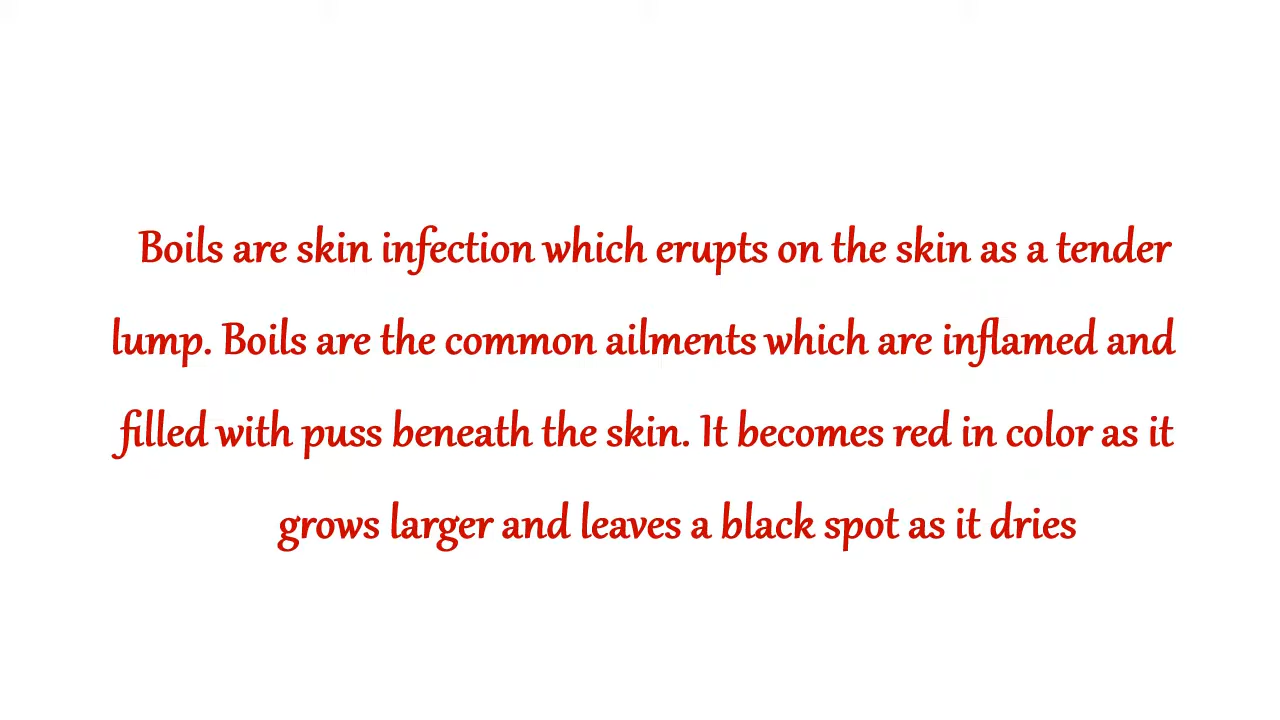 Boils are skin infection which erupts on the skin as a tender
lump. Boils are the common ailments which are inflamed and
filled with puss beneath the skin. It becomes red in color as it
grows larger and leaves a black spot as it dries